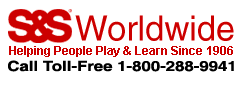 S&S® Worldwide
Helping People Play & Learn Since 1906
Call Toll-Free 1-800-288-9941